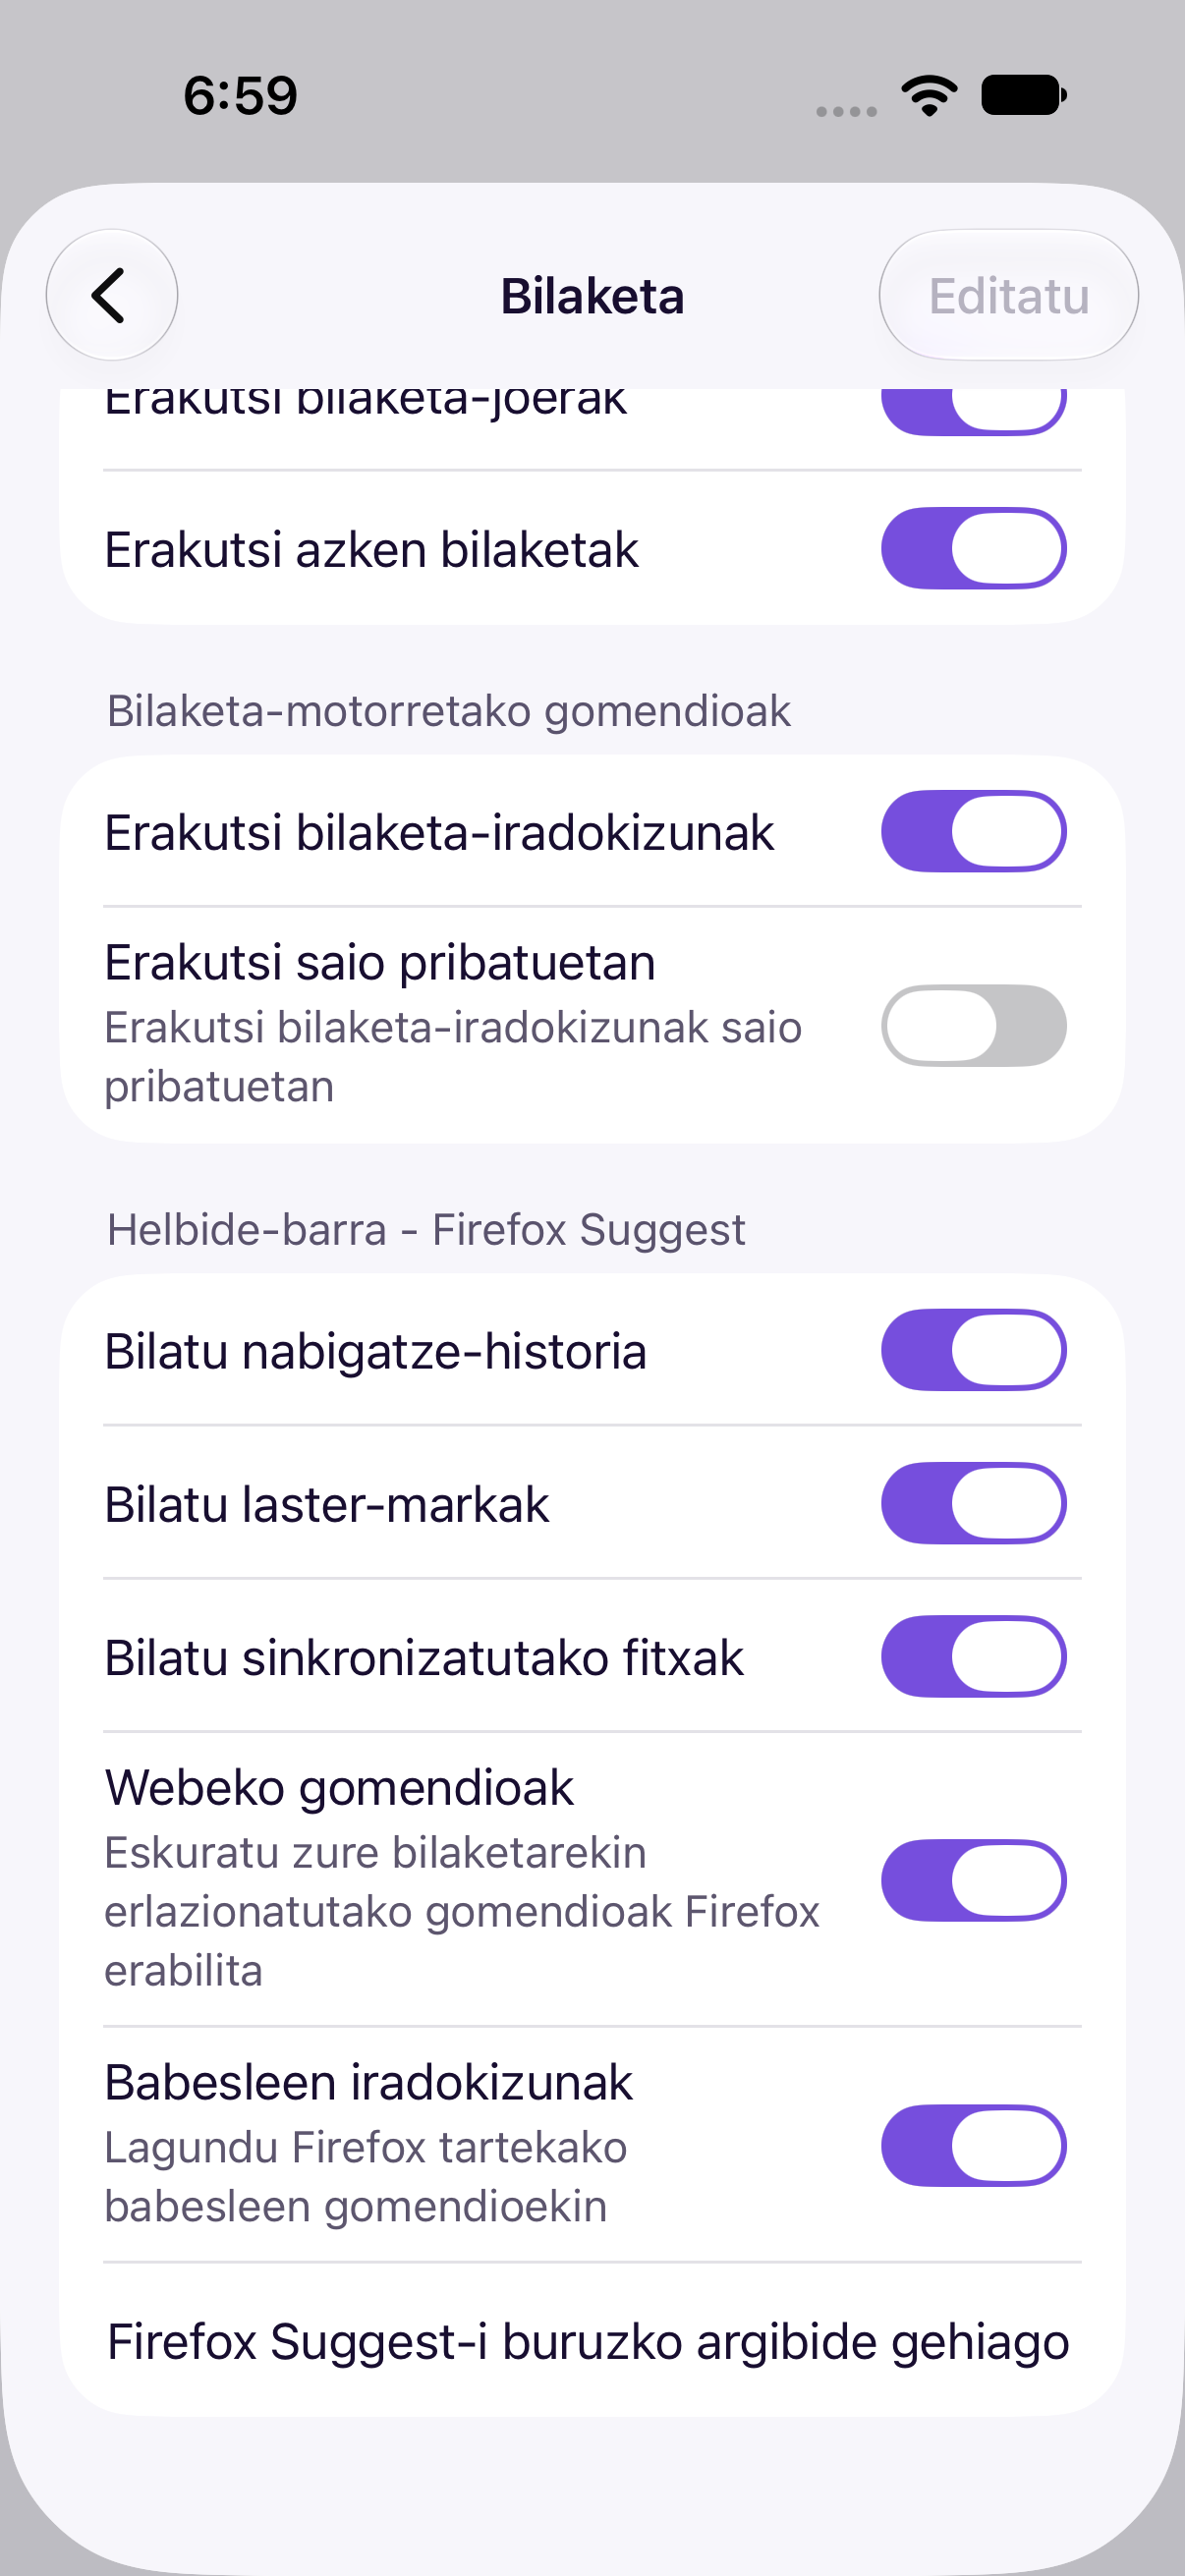 6:59
Bilaketa
Editatu
Erakutsi bilaketa-joerak
Erakutsi azken bilaketak
Bilaketa-motorretako gomendioak
Erakutsi bilaketa-iradokizunak
Erakutsi saio pribatuetan
Erakutsi bilaketa-iradokizunak saio
pribatuetan
Helbide-barra - Firefox Suggest
Bilatu nabigatze-historia
Bilatu laster-markak
Bilatu sinkronizatutako fitxak
Webeko gomendioak
Eskuratu zure bilaketarekin
erlazionatutako gomendioak Firefox
erabilita
Babesleen iradokizunak
Lagundu Firefox tartekako
babesleen gomendioekin
Firefox Suggest-i buruzko argibide gehiago